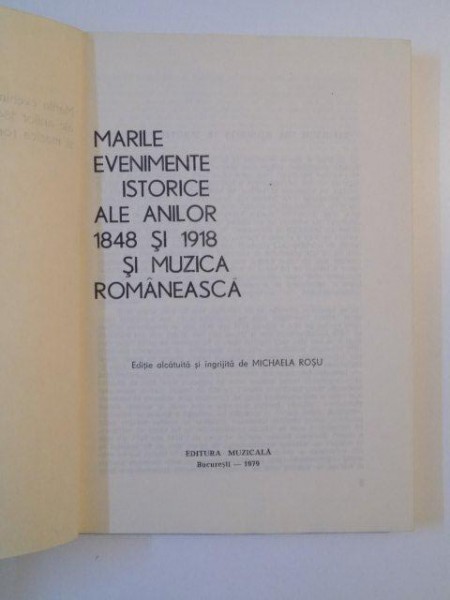 MARILE
EVENIMENTE
ISTORICE
ALE ANILOR
1848 ȘI 1918
ȘI MUZICA
ROMÂNEASCĂ
Ediție alcătuită și îngrijită de MICHAELA ROȘU
EDITURA MUZICALĂ
București — 1979